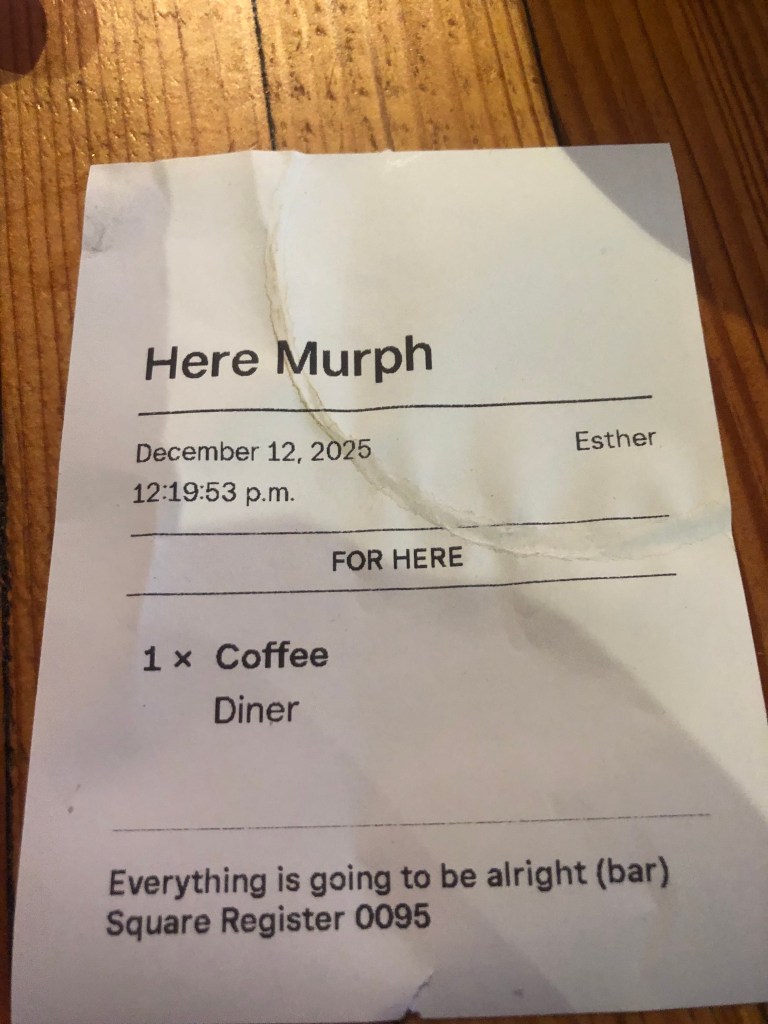 Here Murph
December 12, 2025 Esther
12:19:53 p.m.
FOR HERE
1 × Coffee
Diner
Everything is going to be alright (bar)
Square Register 0095